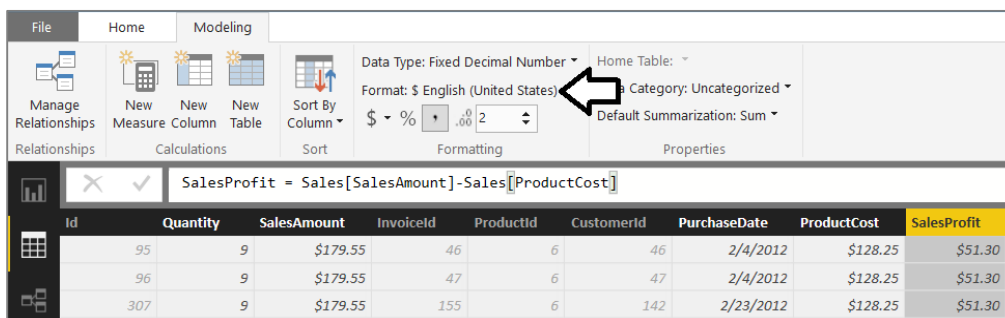 File Home Modeling
Data Type: Fixed Decimal Number Home Table:
Format: $ English (United States) a Category: Uncategorized
Manage Relationships New Measure New Column New Table Sort By Column $ % , .0 .00 2 Default Summarization: Sum
Relationships Calculations Sort Formatting Properties
SalesProfit = Sales[SalesAmount]-Sales[ProductCost]
Id Quantity SalesAmount InvoiceId ProductId CustomerId PurchaseDate ProductCost SalesProfit
95 9 $179.55 46 6 46 2/4/2012 $128.25 $51.30
96 9 $179.55 47 6 47 2/4/2012 $128.25 $51.30
307 9 $179.55 155 6 142 2/23/2012 $128.25 $51.30